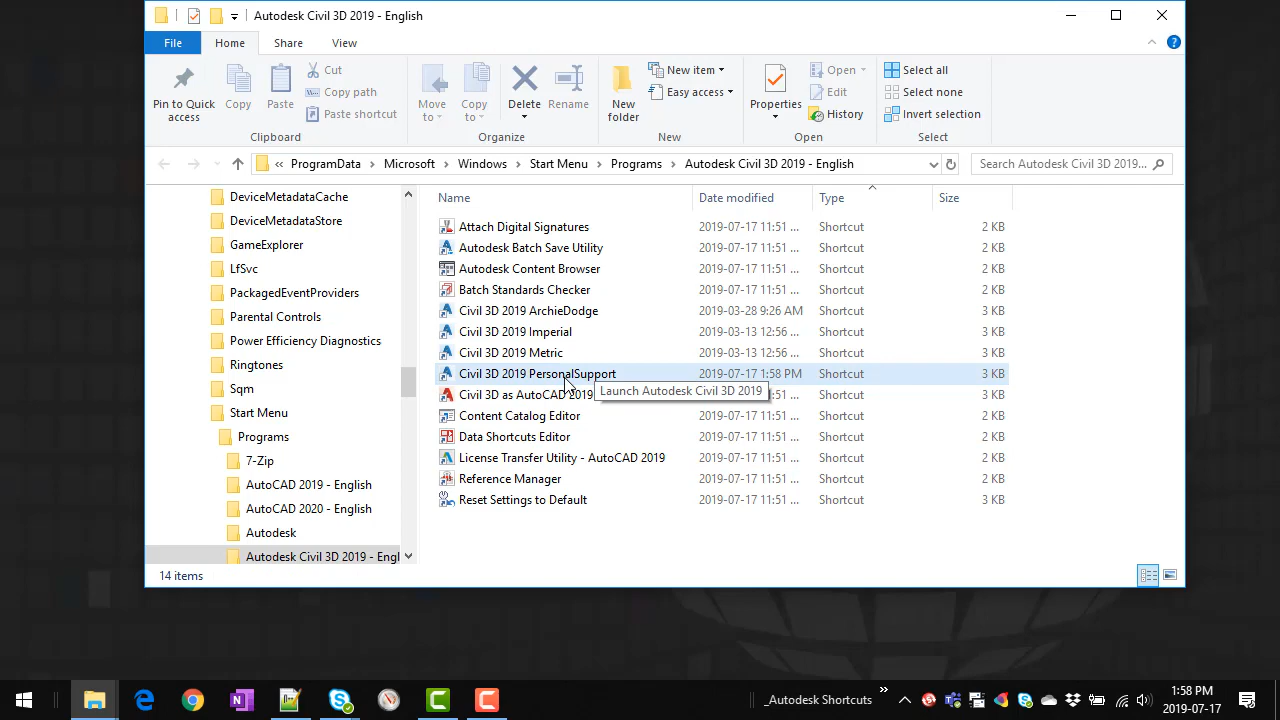 Autodesk Civil 3D 2019 - English
File Home Share View
Pin to Quick access
Copy
Paste
Cut
Copy path
Paste shortcut
Clipboard
Move to
Copy to
Delete
Rename
Organize
New folder
New item
Easy access
New
Properties
Open
Edit
History
Open
Select all
Select none
Invert selection
Select
« ProgramData > Microsoft > Windows > Start Menu > Programs > Autodesk Civil 3D 2019 - English
Search Autodesk Civil 3D 2019...
DeviceMetadataCache
DeviceMetadataStore
GameExplorer
LfSvc
PackagedEventProviders
Parental Controls
Power Efficiency Diagnostics
Ringtones
Sqm
Start Menu
Programs
7-Zip
AutoCAD 2019 - English
AutoCAD 2020 - English
Autodesk
Autodesk Civil 3D 2019 - Engl
Name Date modified Type Size
Attach Digital Signatures 2019-07-17 11:51 ... Shortcut 2 KB
Autodesk Batch Save Utility 2019-07-17 11:51 ... Shortcut 2 KB
Autodesk Content Browser 2019-07-17 11:51 ... Shortcut 2 KB
Batch Standards Checker 2019-07-17 11:51 ... Shortcut 2 KB
Civil 3D 2019 ArchieDodge 2019-03-28 9:26 AM Shortcut 3 KB
Civil 3D 2019 Imperial 2019-03-13 12:56 ... Shortcut 3 KB
Civil 3D 2019 Metric 2019-03-13 12:56 ... Shortcut 3 KB
Civil 3D 2019 PersonalSupport 2019-07-17 1:58 PM Shortcut 3 KB
Launch Autodesk Civil 3D 2019
Civil 3D as AutoCAD 2019 :51 ... Shortcut 3 KB
Content Catalog Editor 2019-07-17 11:51 ... Shortcut 2 KB
Data Shortcuts Editor 2019-07-17 11:51 ... Shortcut 2 KB
License Transfer Utility - AutoCAD 2019 2019-07-17 11:51 ... Shortcut 2 KB
Reference Manager 2019-07-17 11:51 ... Shortcut 2 KB
Reset Settings to Default 2019-07-17 11:51 ... Shortcut 3 KB
14 items
_Autodesk Shortcuts »
1:58 PM
2019-07-17